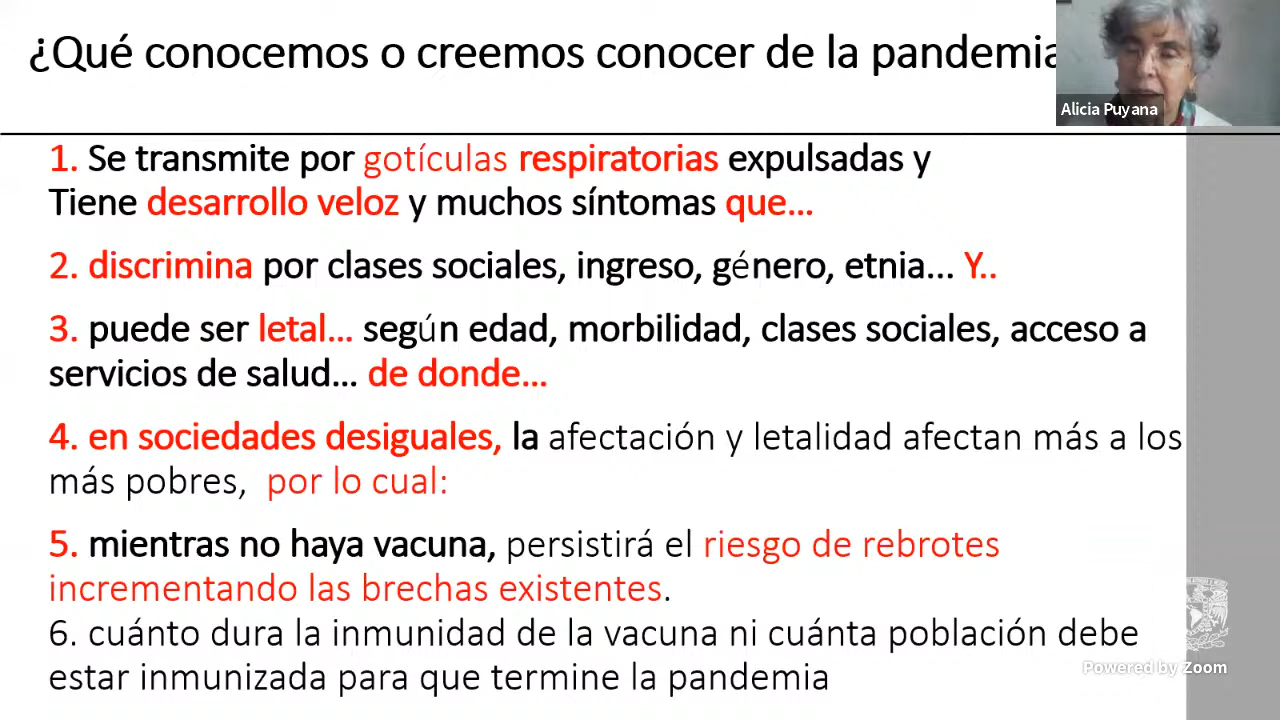 ¿Qué conocemos o creemos conocer de la pandemia
Alicia Puyana
1. Se transmite por gotículas respiratorias expulsadas y
Tiene desarrollo veloz y muchos síntomas que...
2. discrimina por clases sociales, ingreso, género, etnia... Y..
3. puede ser letal... según edad, morbilidad, clases sociales, acceso a
servicios de salud... de donde...
4. en sociedades desiguales, la afectación y letalidad afectan más a los
más pobres, por lo cual:
5. mientras no haya vacuna, persistirá el riesgo de rebrotes
incrementando las brechas existentes.
6. cuánto dura la inmunidad de la vacuna ni cuánta población debe
estar inmunizada para que termine la pandemia
Powered by Zoom